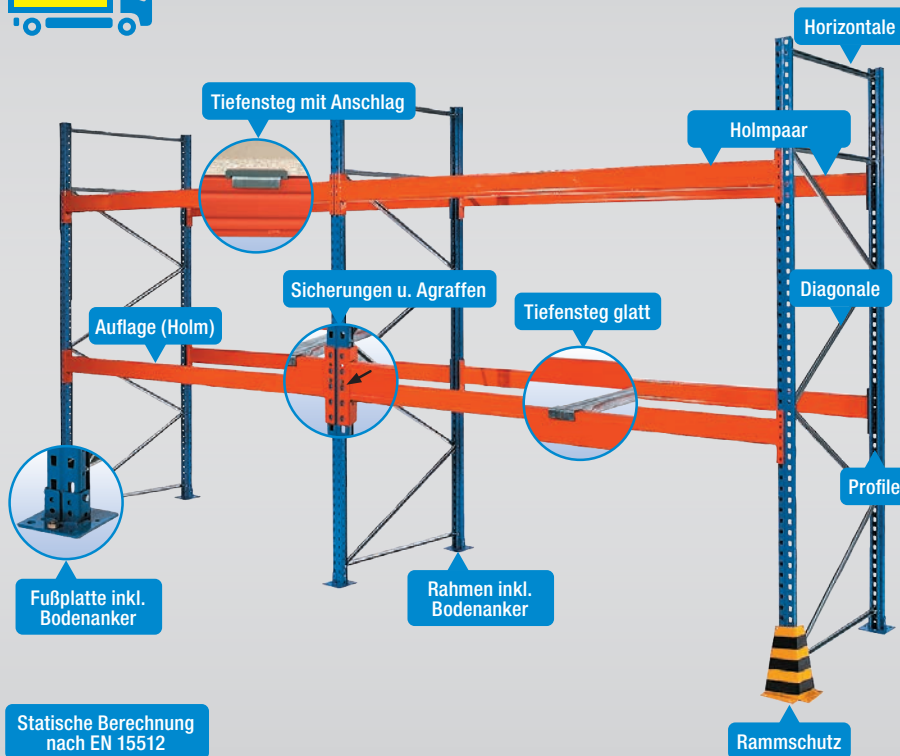 Horizontale
Tiefensteg mit Anschlag
Holmpaar
Sicherungen u. Agraffen
Diagonale
Tiefensteg glatt
Auflage (Holm)
Profile
Fußplatte inkl.
Bodenanker
Rahmen inkl.
Bodenanker
Statische Berechnung
nach EN 15512
Rammschutz